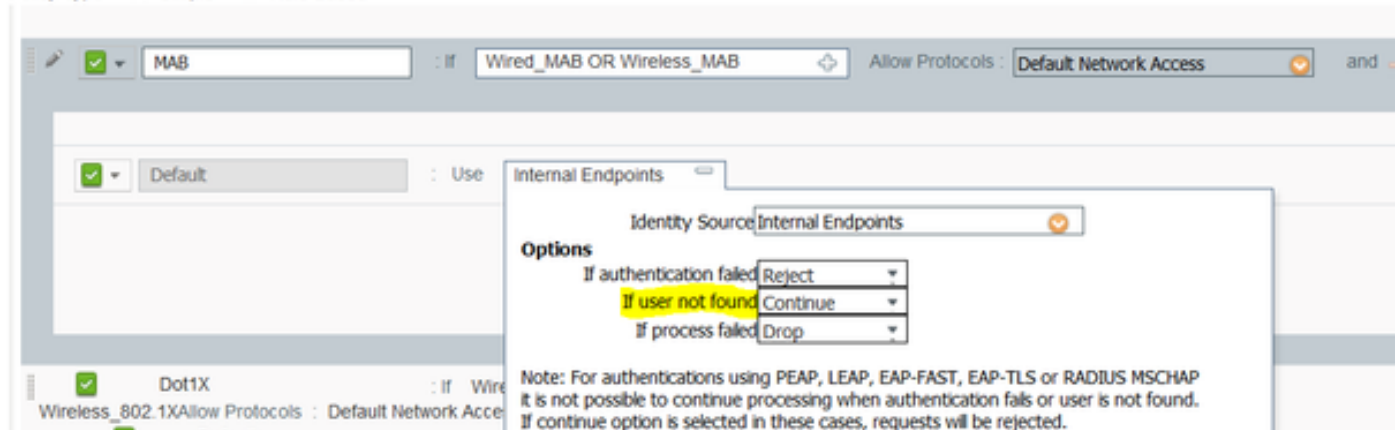 MAB : If Wired_MAB OR Wireless_MAB Allow Protocols : Default Network Access and
Default : Use Internal Endpoints
Identity Source Internal Endpoints
Options
If authentication failed Reject
If user not found Continue
If process failed Drop
Note: For authentications using PEAP, LEAP, EAP-FAST, EAP-TLS or RADIUS MSCHAP
it is not possible to continue processing when authentication fails or user is not found.
If continue option is selected in these cases, requests will be rejected.
Dot1X : If Wire
Wireless_802.1XAllow Protocols : Default Network Acce